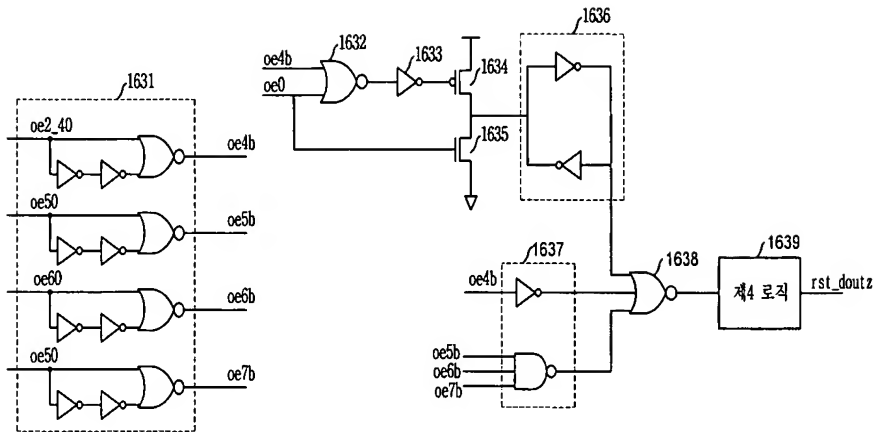 1631
oe2_40
oe4b
oe50
oe5b
oe60
oe6b
oe50
oe7b
1632
1633
oe4b
oe0
1634
1635
1636
1637
oe4b
oe5b
oe6b
oe7b
1638
1639
제4 로직
rst_doutz